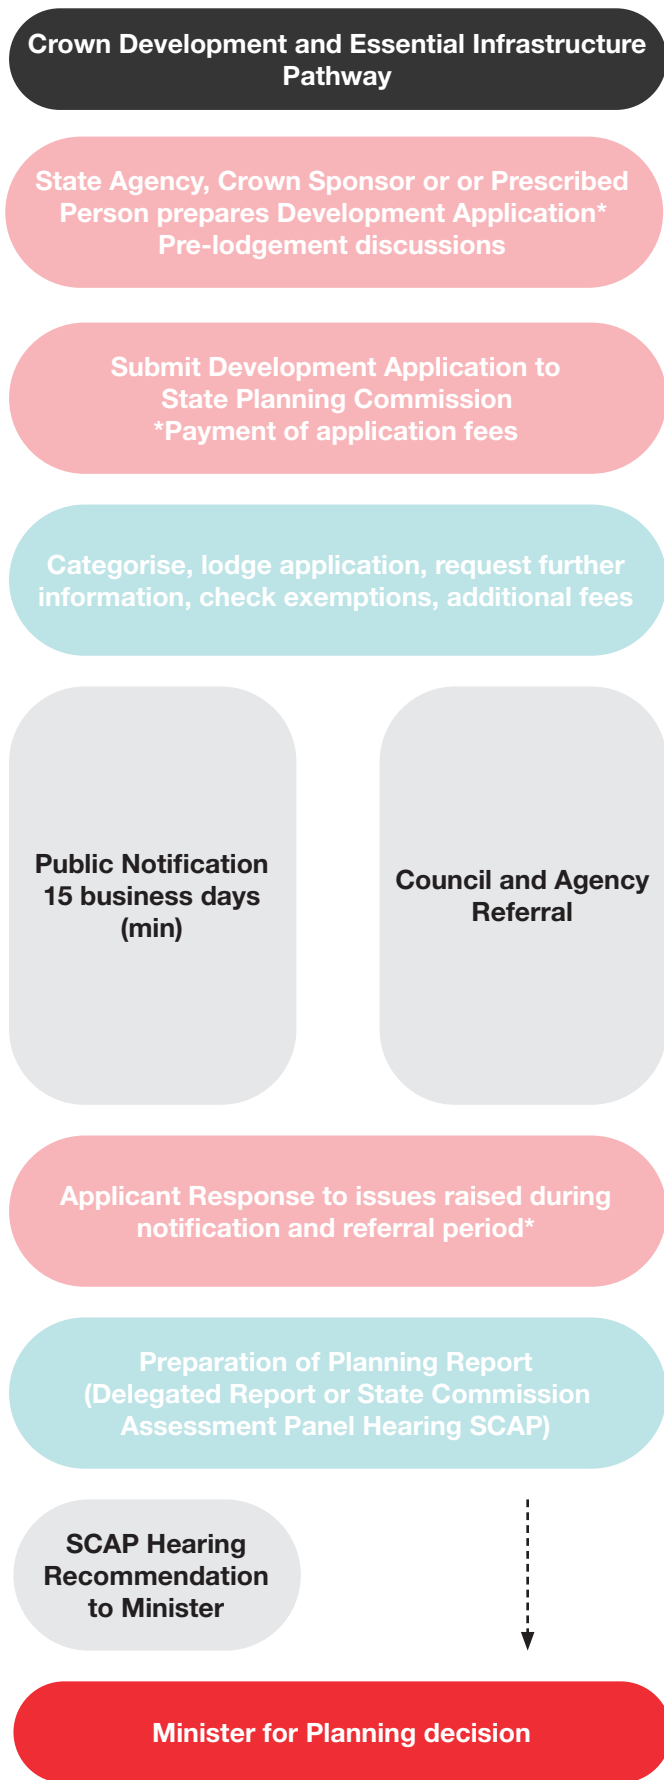 Crown Development and Essential Infrastructure
Pathway
State Agency, Crown Sponsor or or Prescribed
Person prepares Development Application*
Pre-lodgement discussions
Submit Development Application to
State Planning Commission
*Payment of application fees
Categorise, lodge application, request further
information, check exemptions, additional fees
Public Notification
15 business days
(min)
Council and Agency
Referral
Applicant Response to issues raised during
notification and referral period*
Preparation of Planning Report
(Delegated Report or State Commission
Assessment Panel Hearing SCAP)
SCAP Hearing
Recommendation
to Minister
Minister for Planning decision